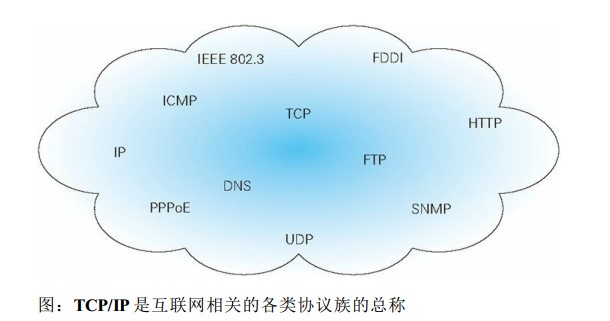 IEEE 802.3
FDDI
ICMP
TCP
HTTP
IP
FTP
DNS
PPPoE
SNMP
UDP
图：TCP/IP 是互联网相关的各类协议族的总称